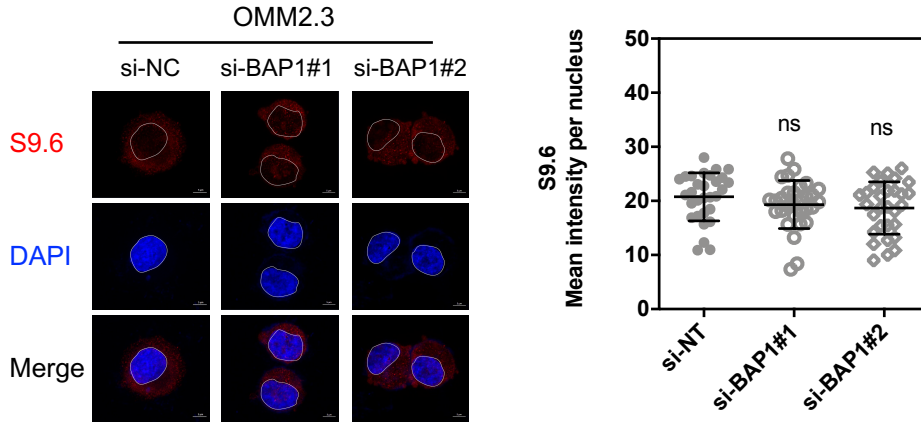 OMM2.3
si-NC si-BAP1#1 si-BAP1#2
S9.6
DAPI
Merge
S9.6
Mean intensity per nucleus
50
40
30
20
10
0
ns
ns
si-NT
si-BAP1#1
si-BAP1#2